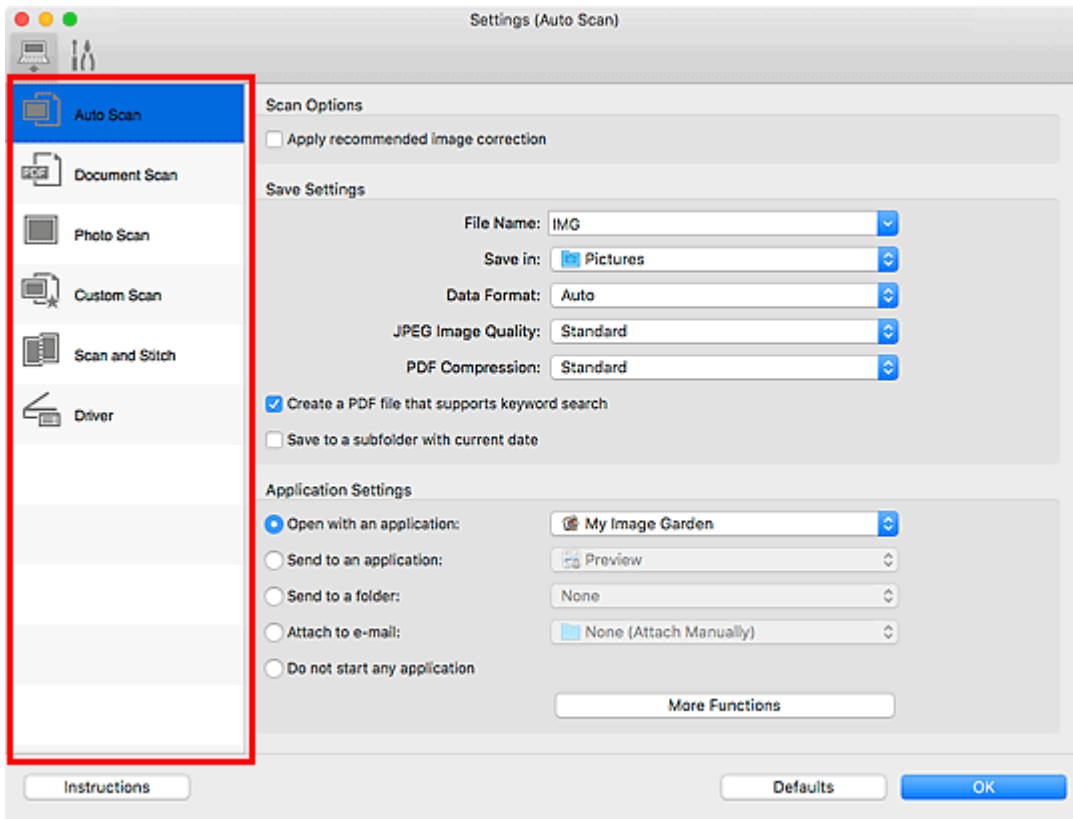 Settings (Auto Scan)
Auto Scan
PDF
Document Scan
Photo Scan
Custom Scan
Scan and Stitch
Driver
Scan Options
Apply recommended image correction
Save Settings
File Name: IMG
Save in: Pictures
Data Format: Auto
JPEG Image Quality: Standard
PDF Compression: Standard
Create a PDF file that supports keyword search
Save to a subfolder with current date
Application Settings
Open with an application: My Image Garden
Send to an application: Preview
Send to a folder: None
Attach to e-mail: None (Attach Manually)
Do not start any application
More Functions
Instructions Defaults OK